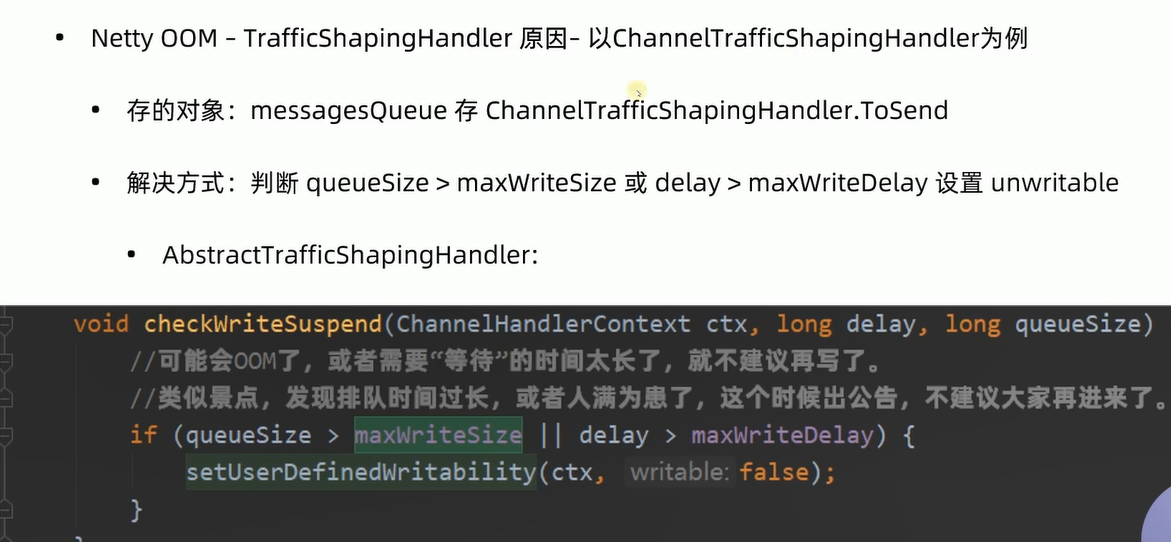 • Netty OOM – TrafficShapingHandler 原因– 以ChannelTrafficShapingHandler为例
• 存的对象：messagesQueue 存 ChannelTrafficShapingHandler.ToSend
• 解决方式：判断 queueSize > maxWriteSize 或 delay > maxWriteDelay 设置 unwritable
• AbstractTrafficShapingHandler:
void checkWriteSuspend(ChannelHandlerContext ctx, long delay, long queueSize)
//可能会OOM了，或者需要“等待”的时间太长了，就不建议再写了。
//类似景点，发现排队时间过长，或者人满为患了，这个时候出公告，不建议大家再进来了。
if (queueSize > maxWriteSize || delay > maxWriteDelay) {
setUserDefinedWritability(ctx, writable: false);
}